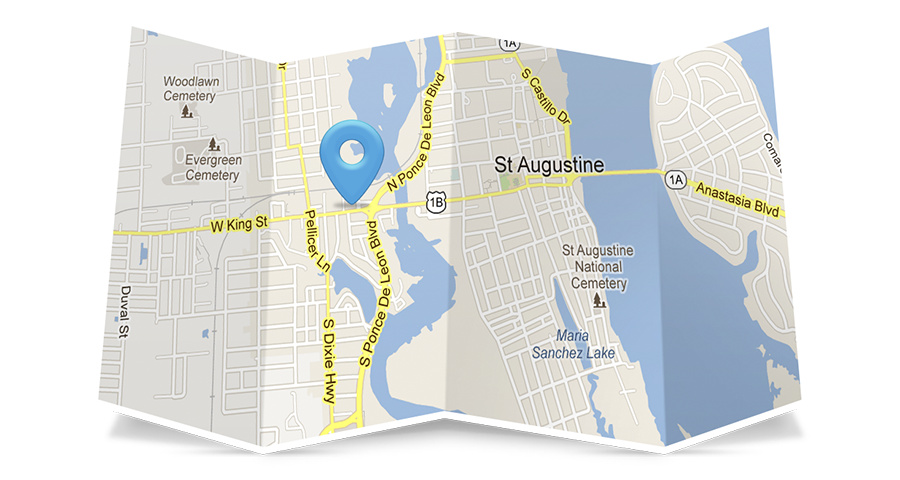 1A
S Castillo Dr
Woodlawn
Cemetery
N Ponce De Leon Blvd
Evergreen
Cemetery
St Augustine
1A
Anastasia Blvd
1B
W King St
Pellicer Ln
S Ponce De Leon Blvd
St Augustine
National
Cemetery
Duval St
S Dixie Hwy
Maria
Sanchez Lake